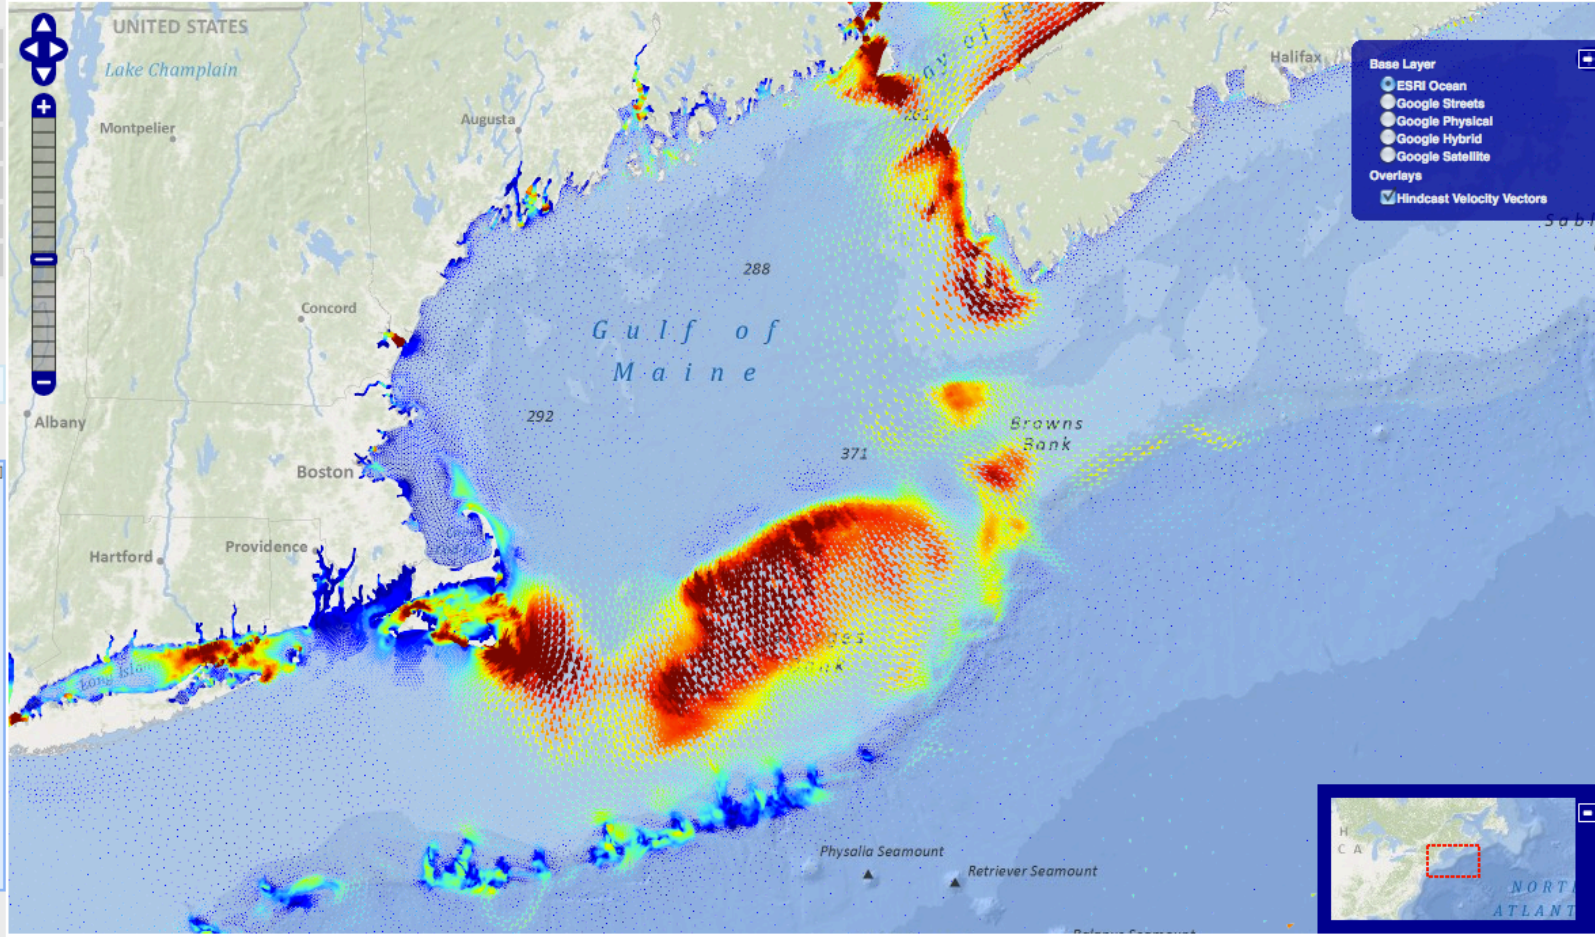 UNITED STATES
Lake Champlain
Halifax
Montpelier
Augusta
Base Layer
ESRI Ocean
Google Streets
Google Physical
Google Hybrid
Google Satellite
Overlays
Hindcast Velocity Vectors
288
Concord
Gulf of
Maine
292
Albany
Browns
Bank
371
Boston
Hartford
Providence
Physalia Seamount
Retriever Seamount
H
C A
NORT
ATLANT